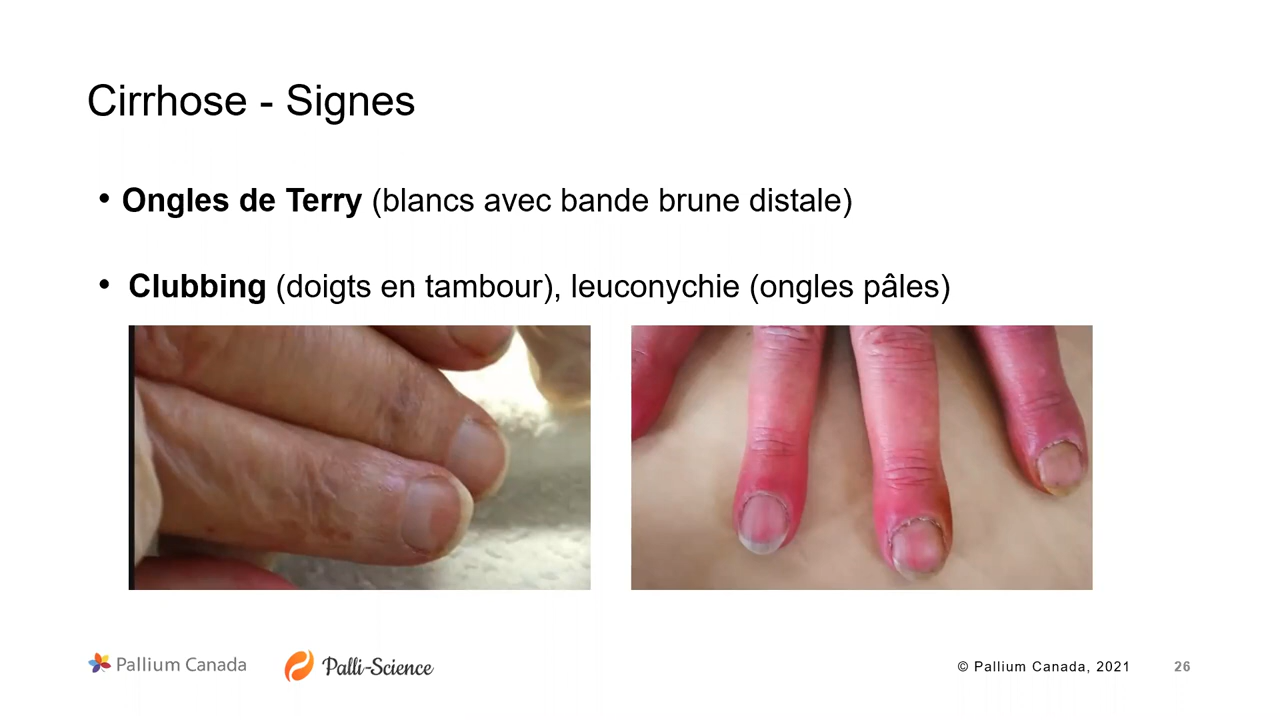 Cirrhose - Signes
• Ongles de Terry (blancs avec bande brune distale)
• Clubbing (doigts en tambour), leuconychie (ongles pâles)
Pallium Canada
Palli-Science
© Pallium Canada, 2021
26